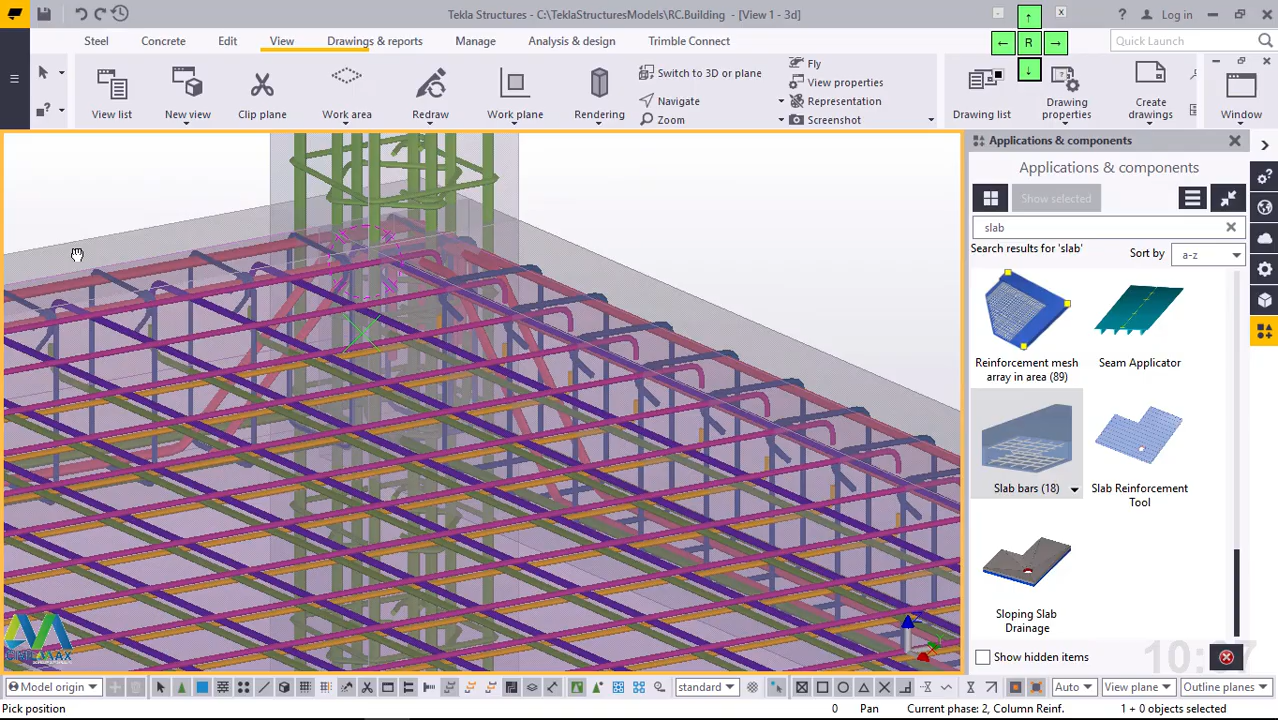 Tekla Structures - C:\TeklaStructuresModels\RC.Building - [View 1 - 3d]
Log in
Steel Concrete Edit View Drawings & reports Manage Analysis & design Trimble Connect
Quick Launch
R
View list
New view
Clip plane
Work area
Redraw
Work plane
Rendering
Switch to 3D or plane
Navigate
Zoom
Fly
View properties
Representation
Screenshot
Drawing list
Drawing properties
Create drawings
Window
Applications & components
Applications & components
Show selected
slab
Search results for 'slab'
Sort by a-z
Reinforcement mesh
array in area (89)
Seam Applicator
Slab bars (18)
Slab Reinforcement
Tool
Sloping Slab
Drainage
Show hidden items
Model origin
standard
Auto
View plane
Outline planes
Pick position
0 Pan Current phase: 2, Column Reinf. 1 + 0 objects selected